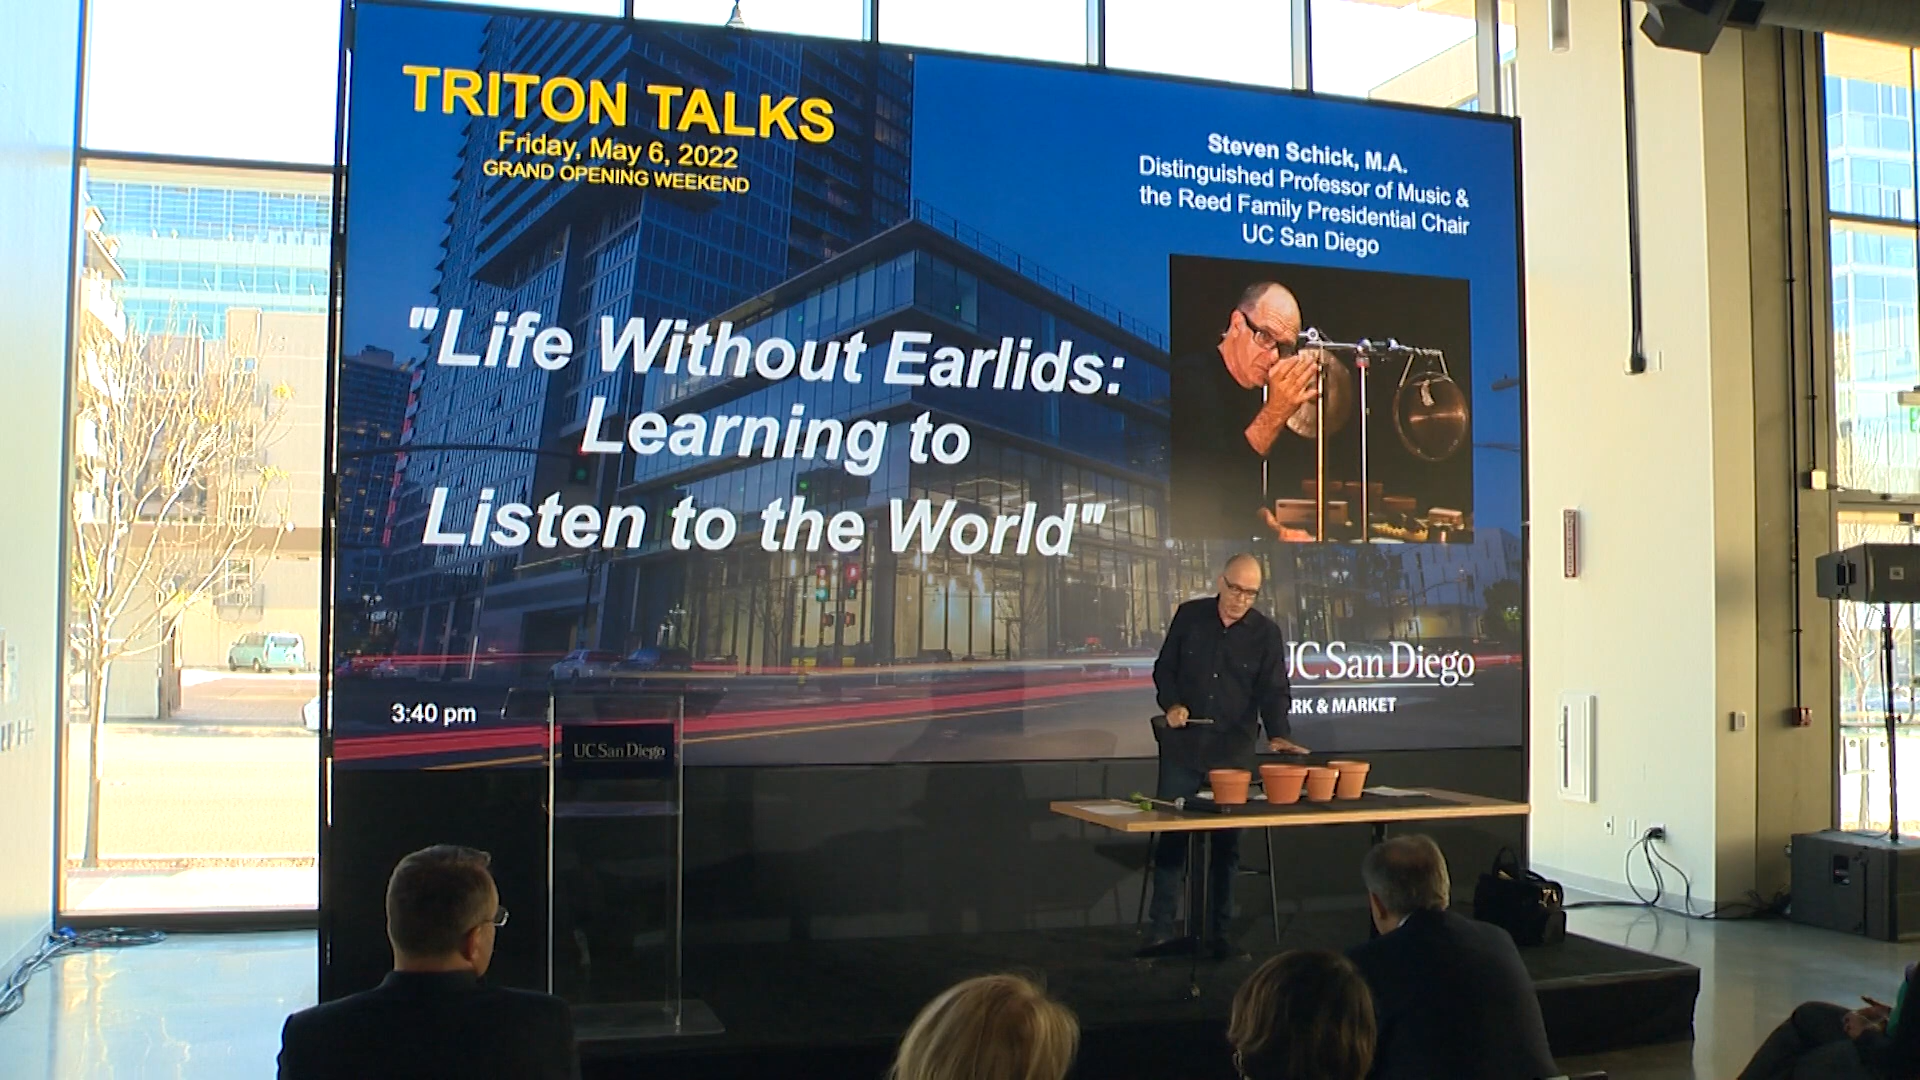 TRITON TALKS
Friday, May 6, 2022
GRAND OPENING WEEKEND
Steven Schick, M.A.
Distinguished Professor of Music &
the Reed Family Presidential Chair
UC San Diego
"Life Without Earlids:
Learning to
Listen to the World"
UC San Diego
RK & MARKET
3:40 pm
UC San Diego